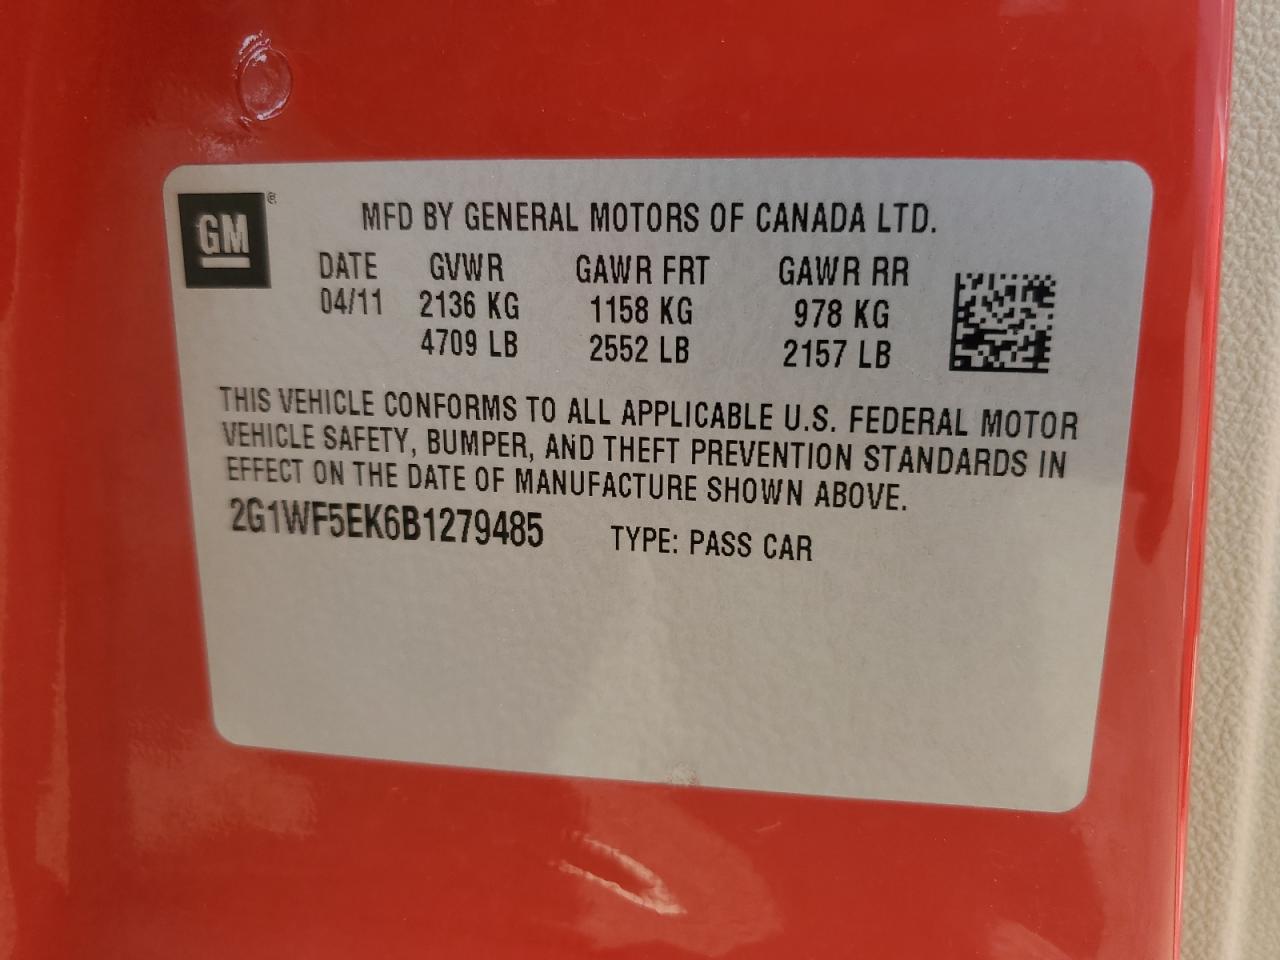 GM®
MFD BY GENERAL MOTORS OF CANADA LTD.
DATE GVWR GAWR FRT GAWR RR
04/11 2136 KG 1158 KG 978 KG
4709 LB 2552 LB 2157 LB
THIS VEHICLE CONFORMS TO ALL APPLICABLE U.S. FEDERAL MOTOR
VEHICLE SAFETY, BUMPER, AND THEFT PREVENTION STANDARDS IN
EFFECT ON THE DATE OF MANUFACTURE SHOWN ABOVE.
2G1WF5EK6B1279485 TYPE: PASS CAR